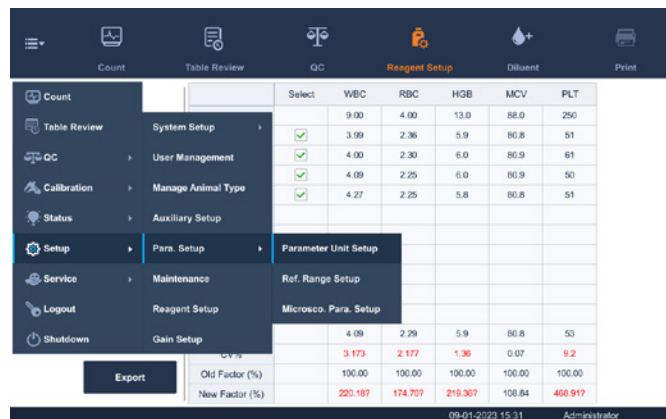 Count Table Review QC Reagent Setup Diluent Print
Count
Table Review
QC
Calibration
Status
Setup
Service
Logout
Shutdown
System Setup
User Management
Manage Animal Type
Auxiliary Setup
Para. Setup
Maintenance
Reagent Setup
Gain Setup
Parameter Unit Setup
Ref. Range Setup
Microsco. Para. Setup
Select WBC RBC HGB MCV PLT
9.00 4.00 13.0 88.0 250
3.99 2.36 5.9 80.8 51
4.00 2.30 6.0 80.9 61
4.09 2.25 6.0 80.9 50
4.27 2.25 5.8 80.8 51
4.09 2.29 5.9 80.8 53
CV% 3.173 2.177 1.36 0.07 9.2
Old Factor (%) 100.00 100.00 100.00 100.00 100.00
New Factor (%) 220.18? 174.70? 219.36? 108.84 468.91?
Export
09-01-2023 15:31 Administrator